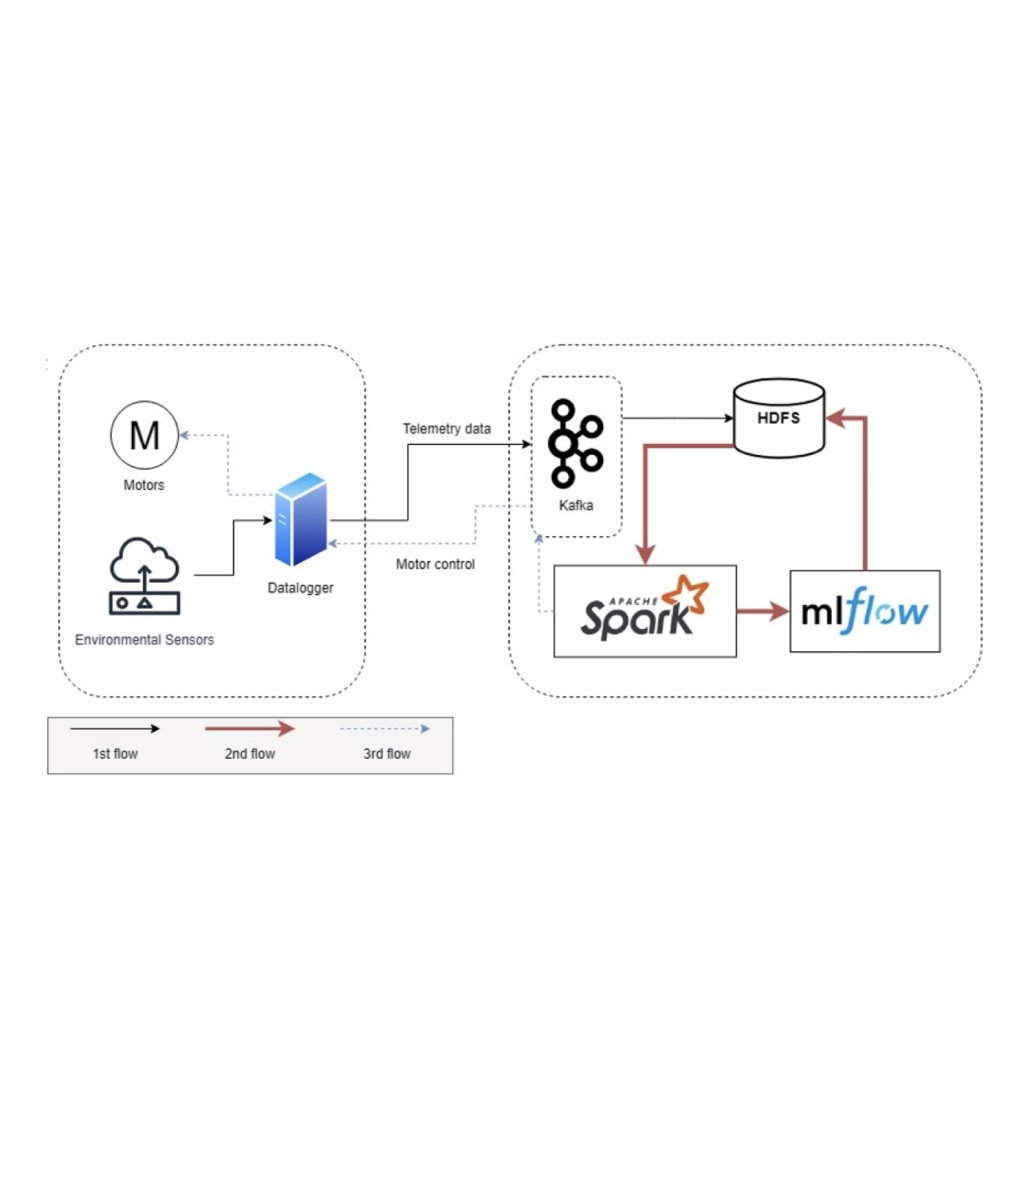 M
Motors
Environmental Sensors
Datalogger
Telemetry data
Motor control
Kafka
HDFS
APACHE
Spark
mlflow
1st flow
2nd flow
3rd flow